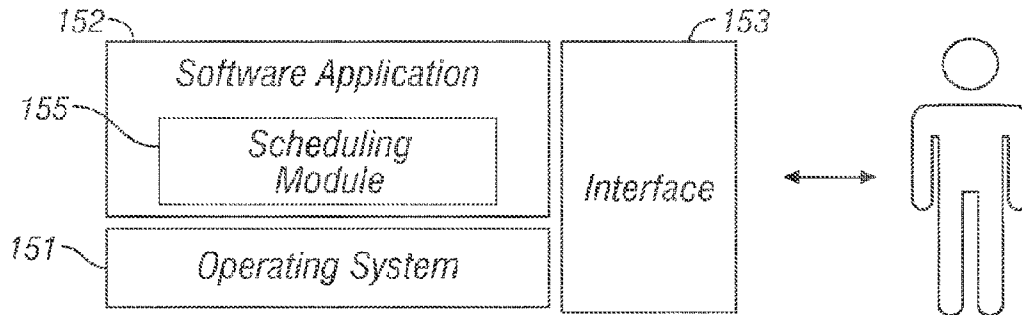 152
153
Software Application
155
Scheduling
Module
Interface
151
Operating System